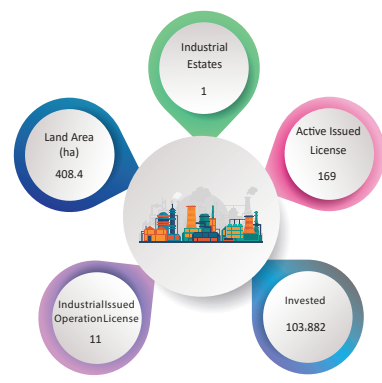 Industrial
Estates
1
Land Area
(ha)
408.4
Active Issued
License
169
IndustrialIssued
OperationLicense
11
Invested
103،882